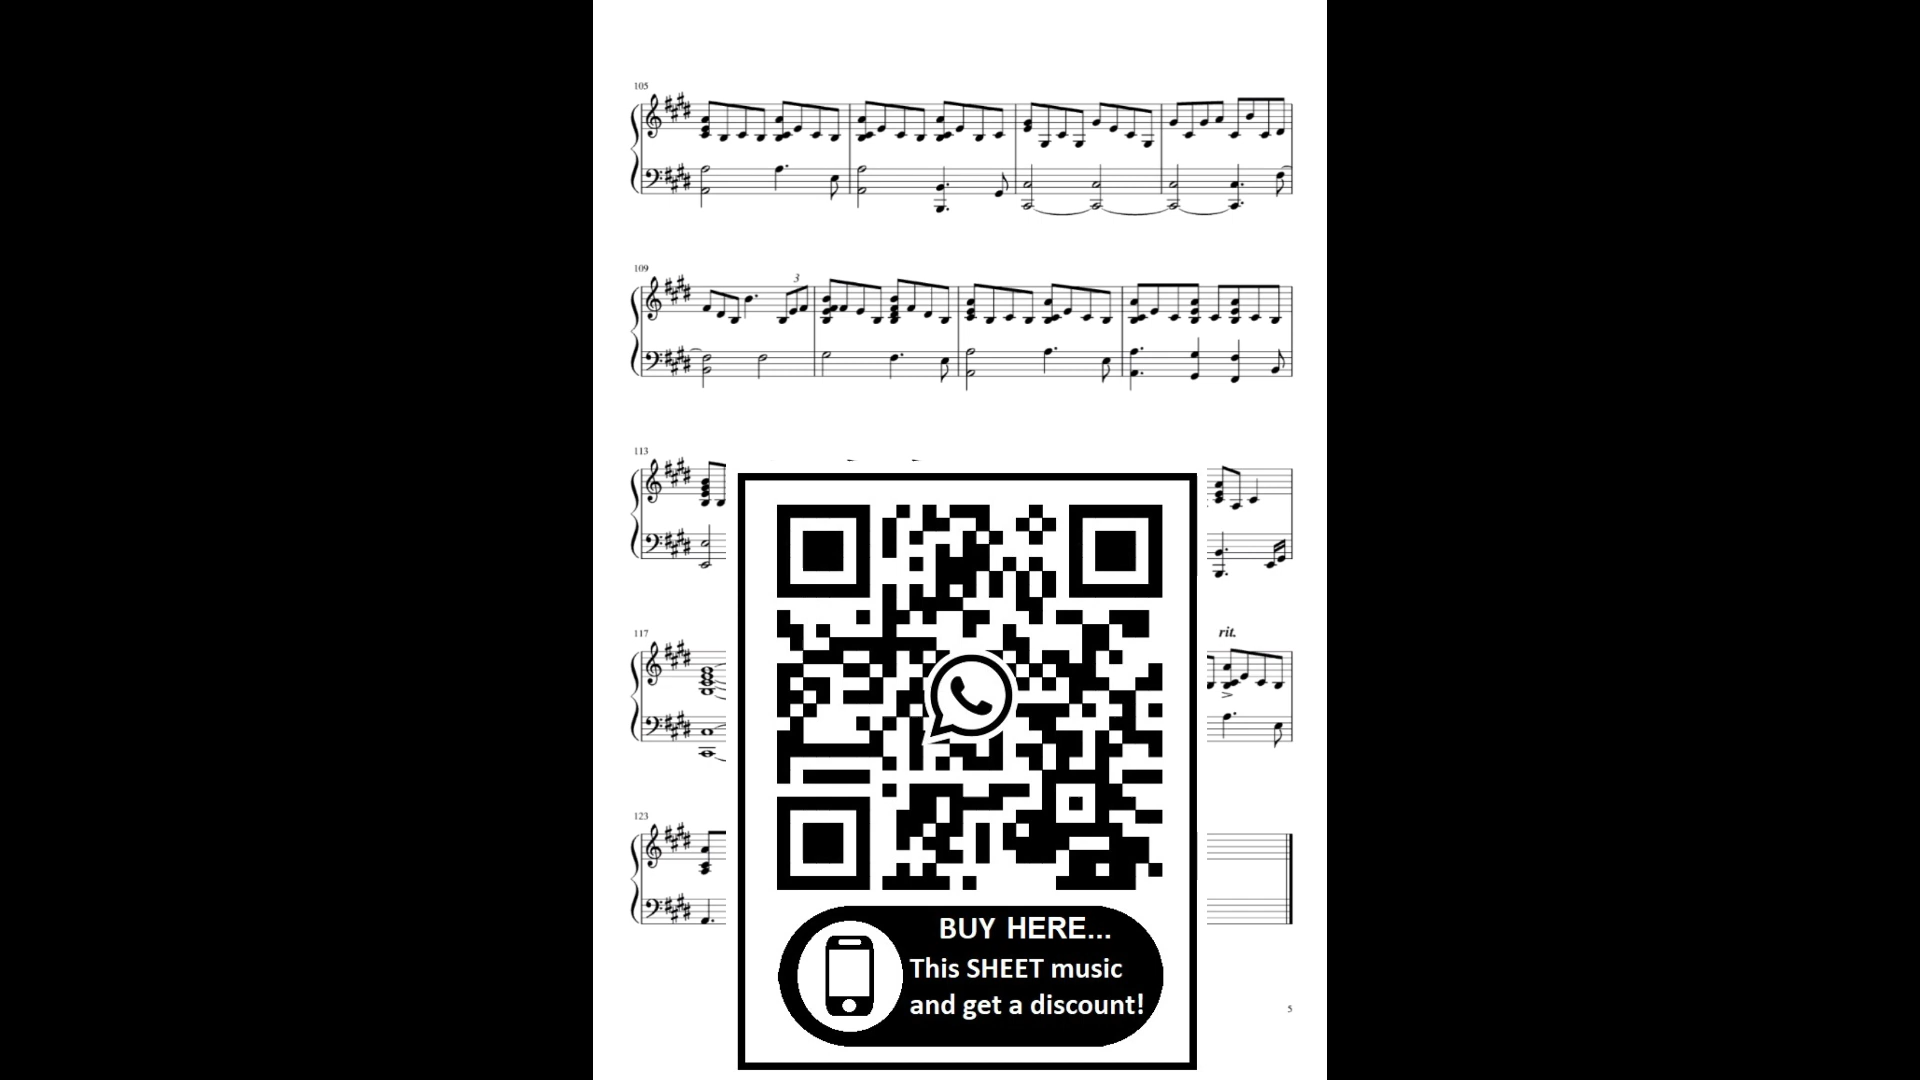 105
109
3
113
117
rit.
123
BUY HERE...
This SHEET music
and get a discount!
5